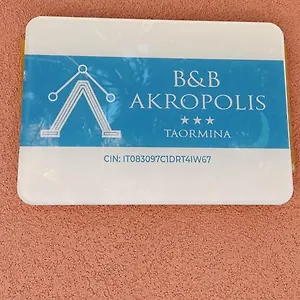 B&B
AKROPOLIS
★★★
TAORMINA
CIN: IT083097C1DRT4IW67